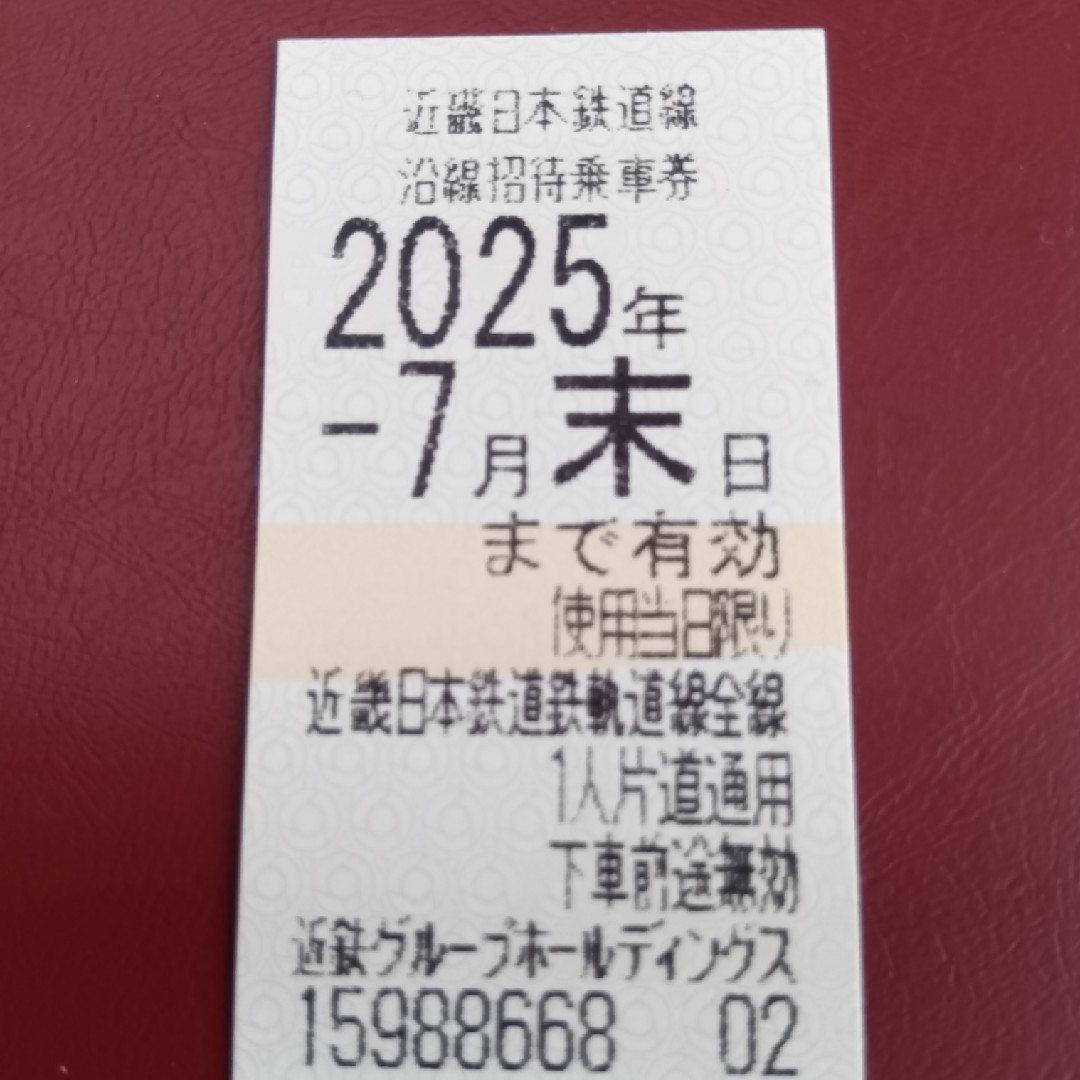 近畿日本鉄道線
沿線招待乗車券
2025年
-7月末日
まで有効
使用当日限り
近畿日本鉄道鉄軌道線全線
1人片道通用
下車前途無効
近鉄グループホールディングス
15988668 02